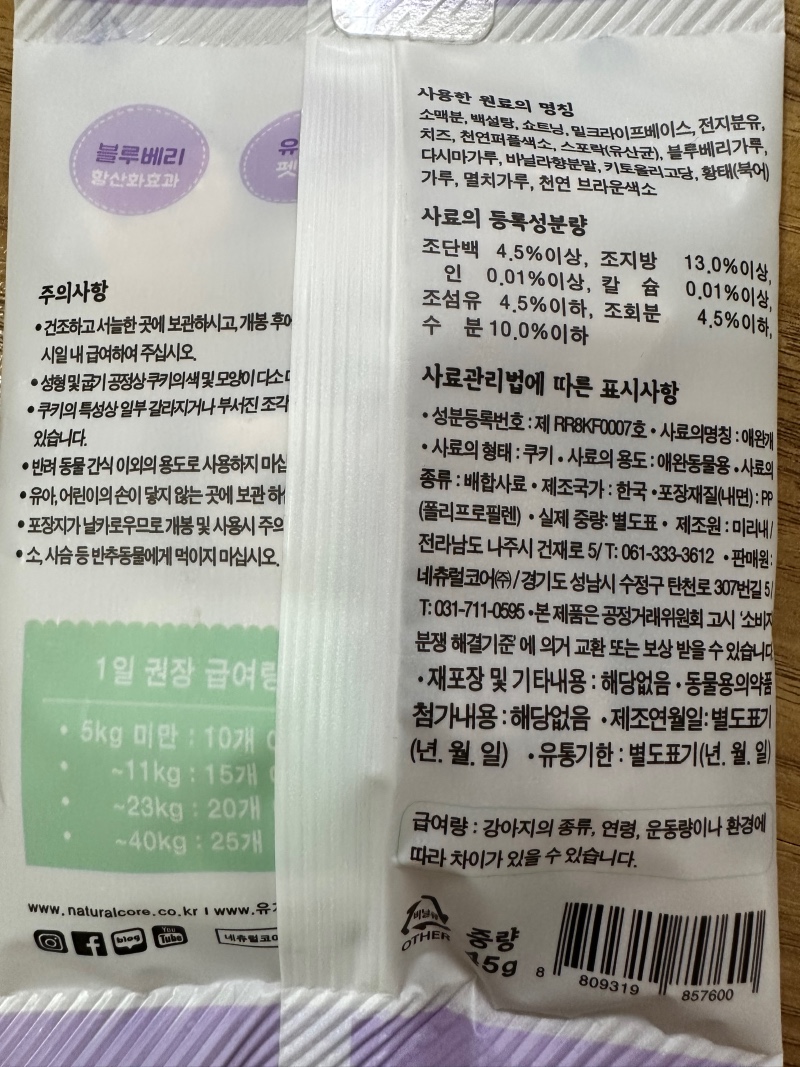 블루베리
항산화효과
유
펫
주의사항
• 건조하고 서늘한 곳에 보관하시고, 개봉 후에
시일 내 급여하여 주십시오.
• 성형 및 굽기 공정상 쿠키의 색 및 모양이 다소
• 쿠키의 특성상 일부 갈라지거나 부서진 조각
있습니다.
• 반려 동물 간식 이외의 용도로 사용하지 마십
• 유아, 어린이의 손이 닿지 않는 곳에 보관 하
• 포장지가 날카로우므로 개봉 및 사용시 주의
• 소, 사슴 등 반추동물에게 먹이지 마십시오.
1일 권장 급여량
• 5kg 미만 : 10개
• ~11kg : 15개
• ~23kg : 20개
• ~40kg : 25개
www.naturalcore.co.kr I www.유
blog You Tube 네츄럴코
사용한 원료의 명칭
소맥분, 백설탕, 쇼트닝, 밀크라이프베이스, 전지분유,
치즈, 천연퍼플색소, 스포락(유산균), 블루베리가루,
다시마가루, 바닐라향분말, 키토올리고당, 황태(북어)
가루, 멸치가루, 천연 브라운색소
사료의 등록성분량
조단백 4.5%이상, 조지방 13.0%이상,
인 0.01%이상, 칼 슘 0.01%이상,
조섬유 4.5%이하, 조회분 4.5%이하,
수 분 10.0%이하
사료관리법에 따른 표시사항
• 성분등록번호 : 제 RR8KF0007호 • 사료의명칭 : 애완개
• 사료의 형태 : 쿠키 • 사료의 용도 : 애완동물용 • 사료의
종류 : 배합사료 • 제조국가 : 한국 • 포장재질(내면) : PP
(폴리프로필렌) • 실제 중량: 별도표 • 제조원 : 미리내/
전라남도 나주시 건재로 5/ T: 061-333-3612 • 판매원:
네츄럴코어㈜/경기도 성남시 수정구 탄천로 307번길 5/
T: 031-711-0595 • 본 제품은 공정거래위원회 고시 '소비자
분쟁 해결기준' 에 의거 교환 또는 보상 받을 수 있습니다
• 재포장 및 기타내용 : 해당없음 • 동물용의약품
첨가내용 : 해당없음 • 제조연월일: 별도표기
(년. 월. 일) • 유통기한 : 별도표기(년. 월. 일)
급여량 : 강아지의 종류, 연령, 운동량이나 환경에
따라 차이가 있을 수 있습니다.
비닐류
OTHER
중량
15g
8 809319 857600